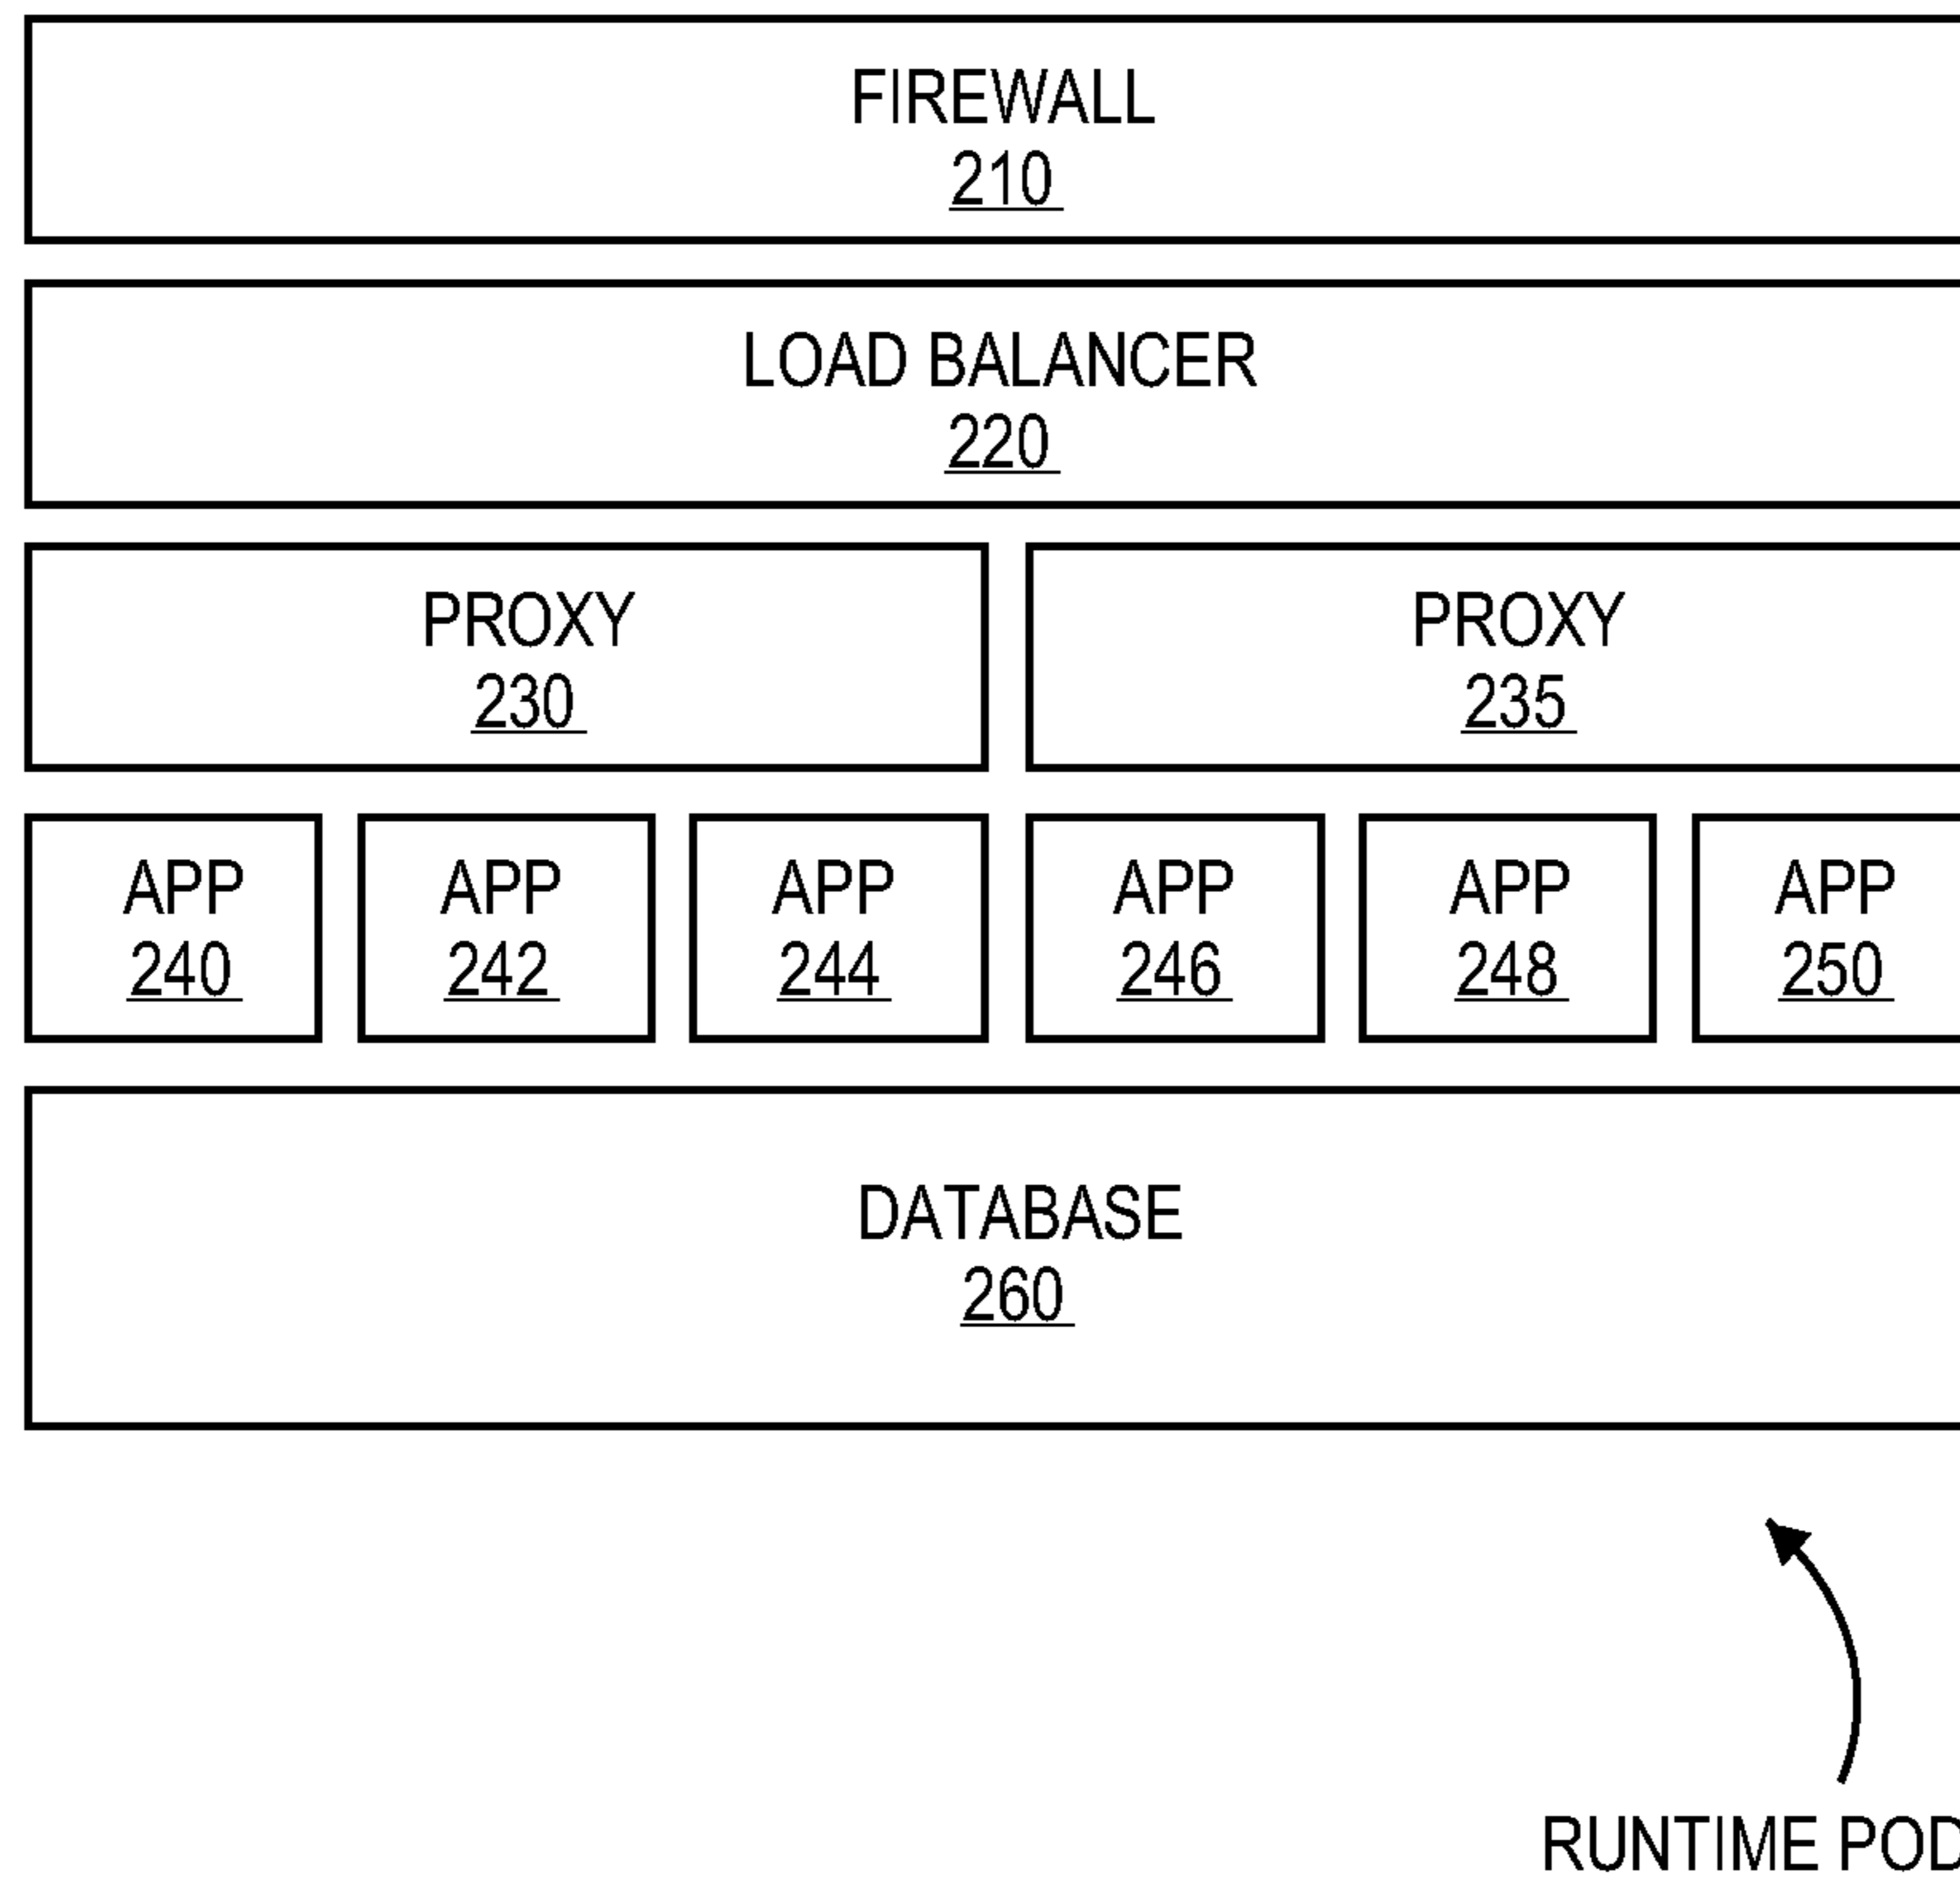 FIREWALL
210
LOAD BALANCER
220
PROXY
230
PROXY
235
APP
240
APP
242
APP
244
APP
246
APP
248
APP
250
DATABASE
260
RUNTIME POD